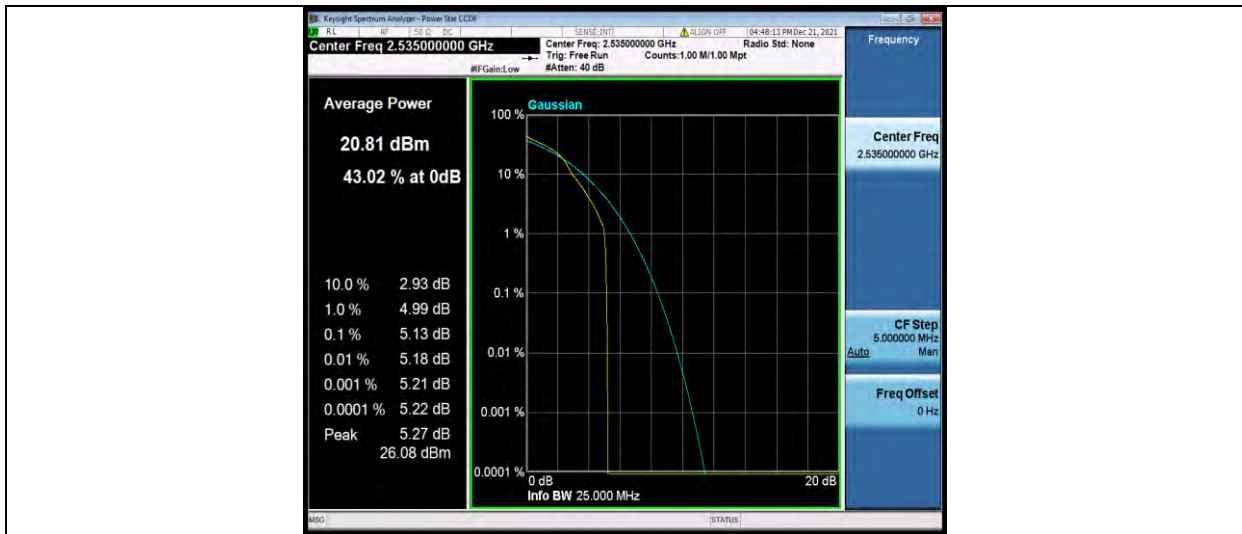 Keysight Spectrum Analyzer - Power Stat CCDF
RL RF 50 Ω DC SENSE:INT ALIGN OFF 04:48:13 PM Dec 21, 2021
Center Freq 2.535000000 GHz
Center Freq: 2.535000000 GHz Radio Std: None
Trig: Free Run Counts:1.00 M/1.00 Mpt
#IFGain:Low #Atten: 40 dB
Frequency
Average Power
20.81 dBm
43.02 % at 0dB
10.0 % 2.93 dB
1.0 % 4.99 dB
0.1 % 5.13 dB
0.01 % 5.18 dB
0.001 % 5.21 dB
0.0001 % 5.22 dB
Peak 5.27 dB
26.08 dBm
Gaussian
100 %
10 %
1 %
0.1 %
0.01 %
0.001 %
0.0001 %
0 dB 20 dB
Info BW 25.000 MHz
Center Freq
2.535000000 GHz
CF Step
5.000000 MHz
Auto Man
Freq Offset
0 Hz
MSG STATUS